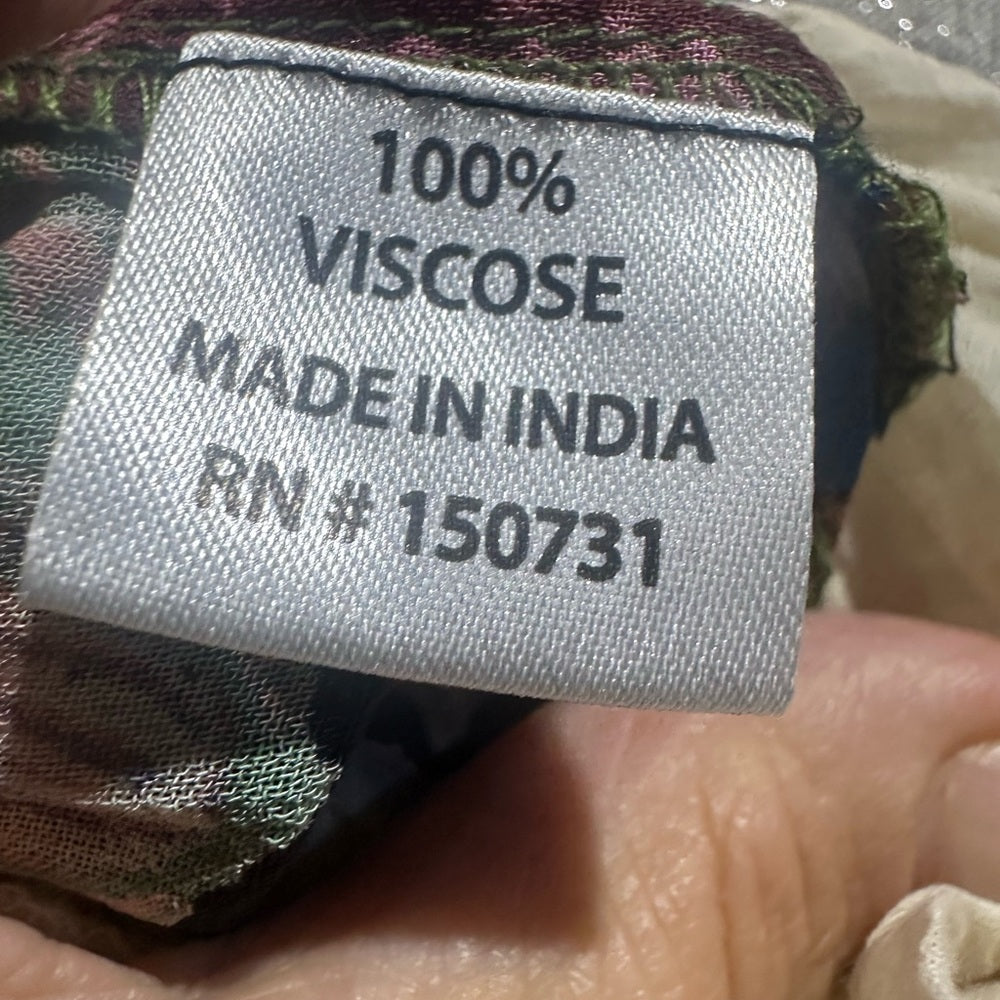 100%
VISCOSE
MADE IN INDIA
RN # 150731